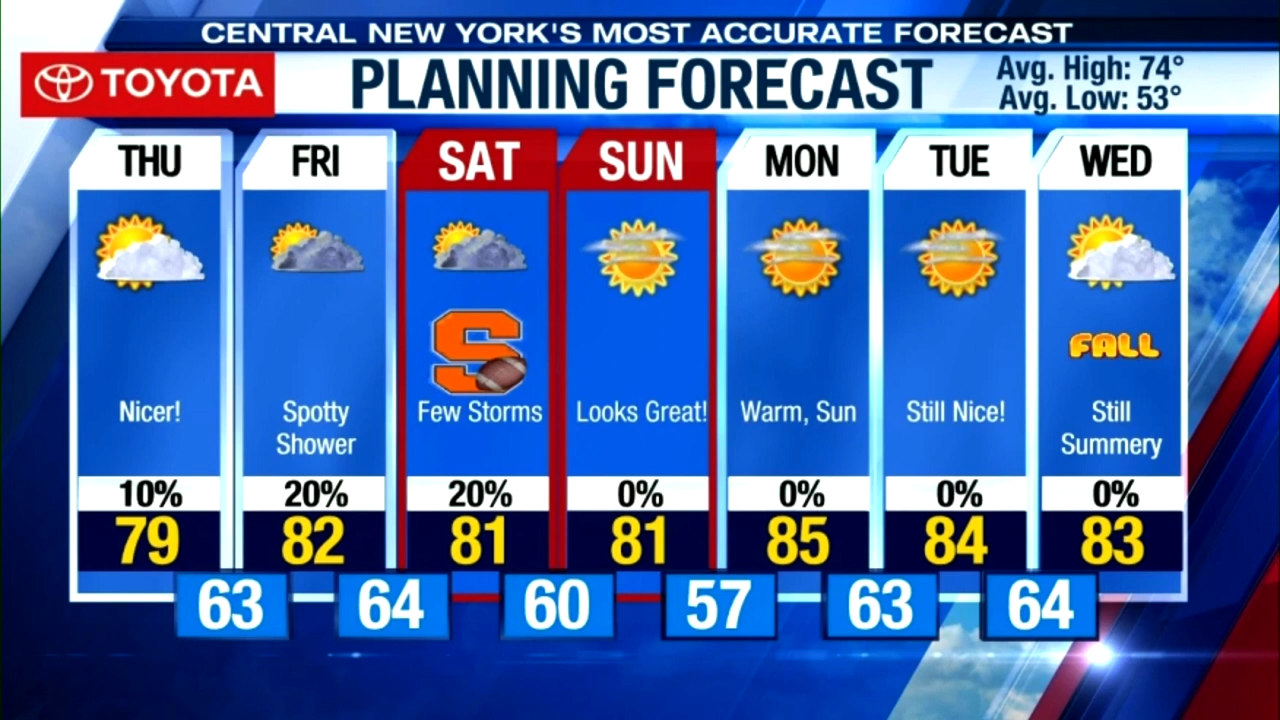 CENTRAL NEW YORK'S MOST ACCURATE FORECAST
TOYOTA
PLANNING FORECAST
Avg. High: 74°
Avg. Low: 53°
THU FRI SAT SUN MON TUE WED
S
FALL
Nicer! Spotty Few Storms Looks Great! Warm, Sun Still Nice! Still
Shower Summery
10% 20% 20% 0% 0% 0% 0%
79 82 81 81 85 84 83
63 64 60 57 63 64